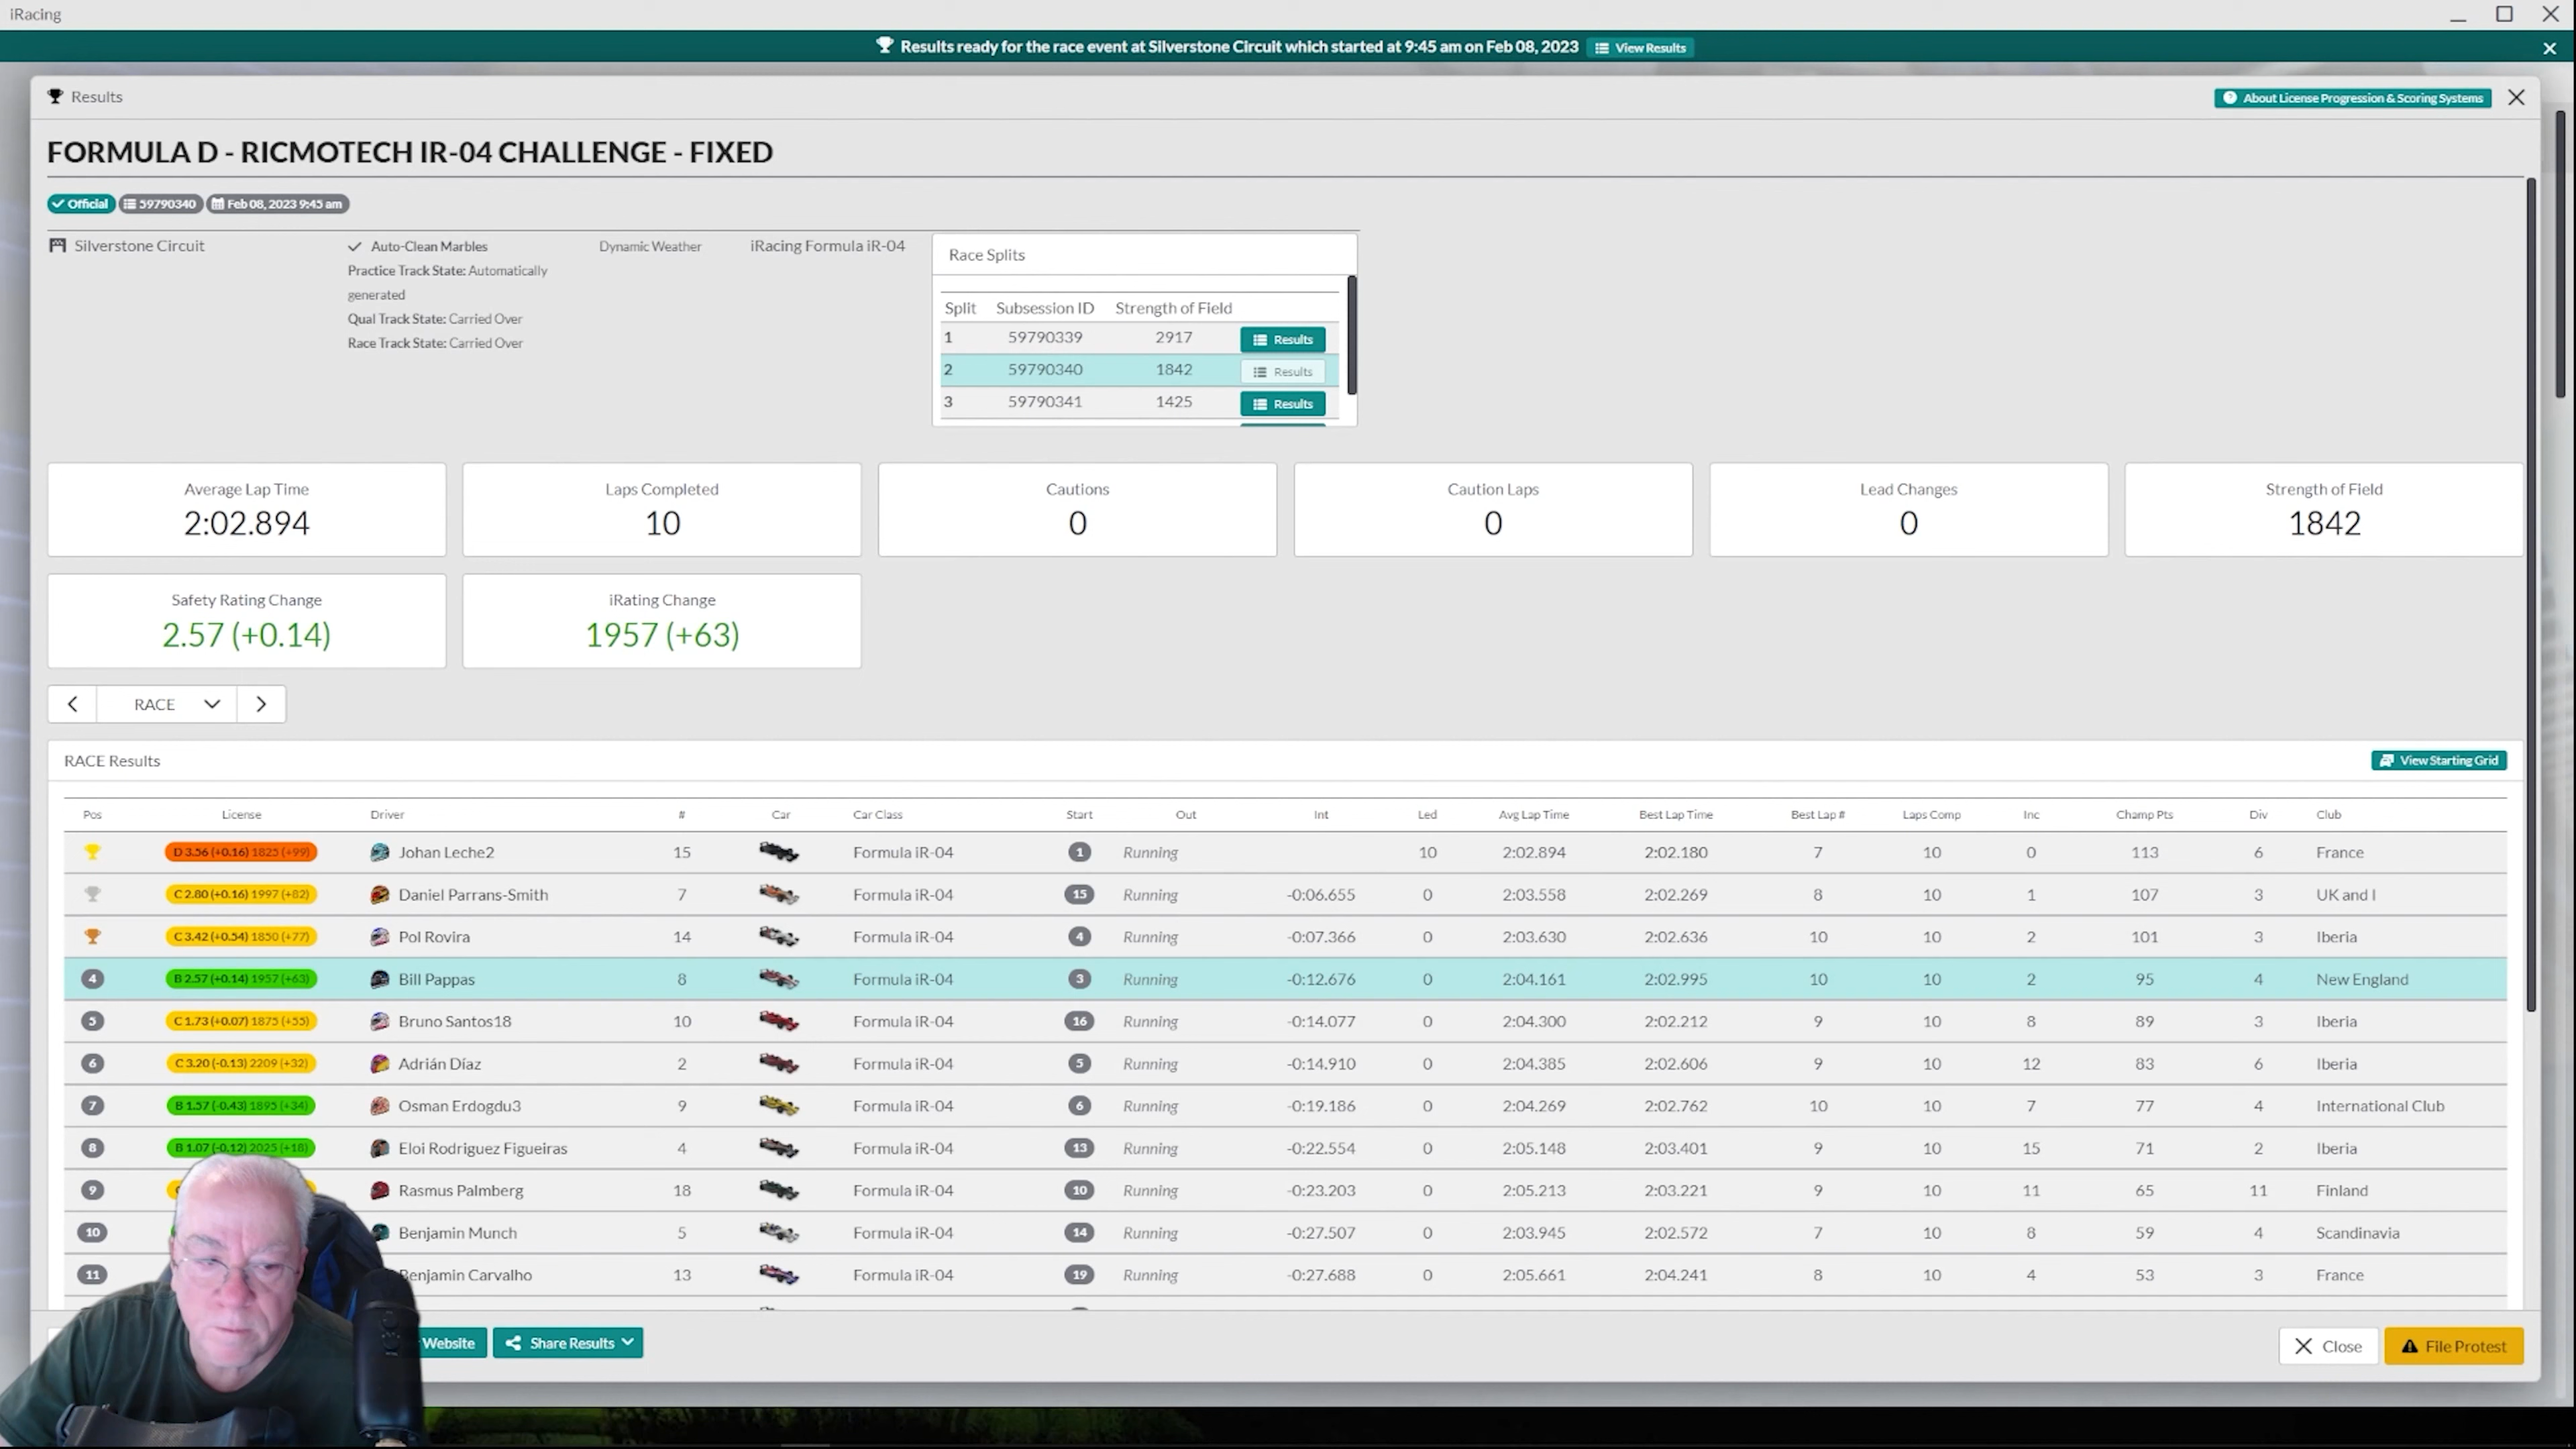 iRacing
Results ready for the race event at Silverstone Circuit which started at 9:45 am on Feb 08, 2023 View Results
Results About License Progression & Scoring Systems
FORMULA D - RICMOTECH IR-04 CHALLENGE - FIXED
Official 59790340 Feb 08, 2023 9:45 am
Silverstone Circuit
Auto-Clean Marbles
Practice Track State: Automatically
generated
Qual Track State: Carried Over
Race Track State: Carried Over
Dynamic Weather
iRacing Formula iR-04
Race Splits
Split Subsession ID Strength of Field
1 59790339 2917 Results
2 59790340 1842 Results
3 59790341 1425 Results
Average Lap Time Laps Completed Cautions Caution Laps Lead Changes Strength of Field
2:02.894 10 0 0 0 1842
Safety Rating Change iRating Change
2.57 (+0.14) 1957 (+63)
RACE
RACE Results View Starting Grid
Pos License Driver # Car Car Class Start Out Int Led Avg Lap Time Best Lap Time Best Lap # Laps Comp Inc Champ Pts Div Club
D 3.56 (+0.16) 1825 (+99) Johan Leche2 15 Formula iR-04 1 Running 10 2:02.894 2:02.180 7 10 0 113 6 France
C 2.80 (+0.16) 1997 (+82) Daniel Parrans-Smith 7 Formula iR-04 15 Running -0:06.655 0 2:03.558 2:02.269 8 10 1 107 3 UK and I
C 3.42 (+0.54) 1850 (+77) Pol Rovira 14 Formula iR-04 4 Running -0:07.366 0 2:03.630 2:02.636 10 10 2 101 3 Iberia
4 B 2.57 (+0.14) 1957 (+63) Bill Pappas 8 Formula iR-04 3 Running -0:12.676 0 2:04.161 2:02.995 10 10 2 95 4 New England
5 C 1.73 (+0.07) 1875 (+55) Bruno Santos18 10 Formula iR-04 16 Running -0:14.077 0 2:04.300 2:02.212 9 10 8 89 3 Iberia
6 C 3.20 (-0.13) 2209 (+32) Adrián Díaz 2 Formula iR-04 5 Running -0:14.910 0 2:04.385 2:02.606 9 10 12 83 6 Iberia
7 B 1.57 (-0.43) 1895 (+34) Osman Erdogdu3 9 Formula iR-04 6 Running -0:19.186 0 2:04.269 2:02.762 10 10 7 77 4 International Club
8 B 1.07 (-0.12) 2025 (+18) Eloi Rodriguez Figueiras 4 Formula iR-04 13 Running -0:22.554 0 2:05.148 2:03.401 9 10 15 71 2 Iberia
9 Rasmus Palmberg 18 Formula iR-04 10 Running -0:23.203 0 2:05.213 2:03.221 9 10 11 65 11 Finland
10 Benjamin Munch 5 Formula iR-04 14 Running -0:27.507 0 2:03.945 2:02.572 7 10 8 59 4 Scandinavia
11 Benjamin Carvalho 13 Formula iR-04 19 Running -0:27.688 0 2:05.661 2:04.241 8 10 4 53 3 France
Website Share Results Close File Protest